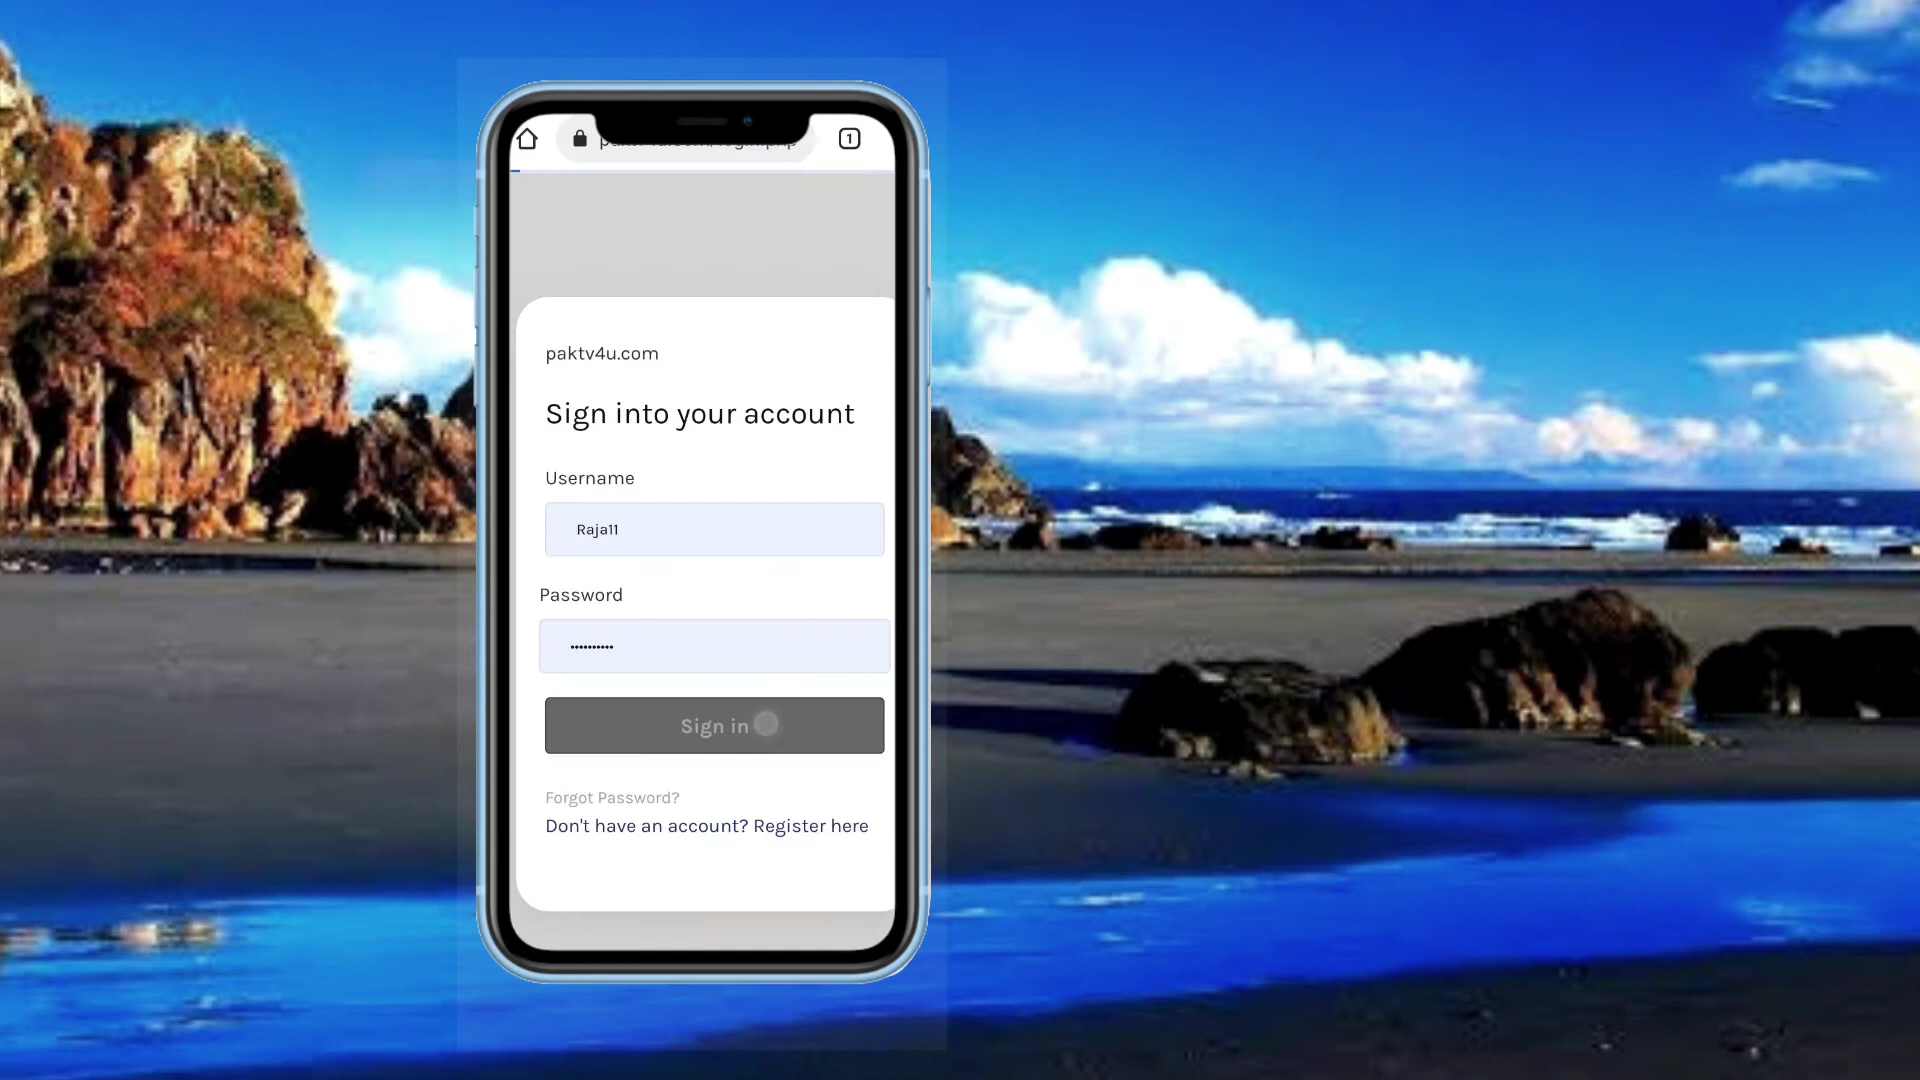 1
paktv4u.com
Sign into your account
Username
Raja11
Password
••••••••••
Sign in
Forgot Password?
Don't have an account? Register here